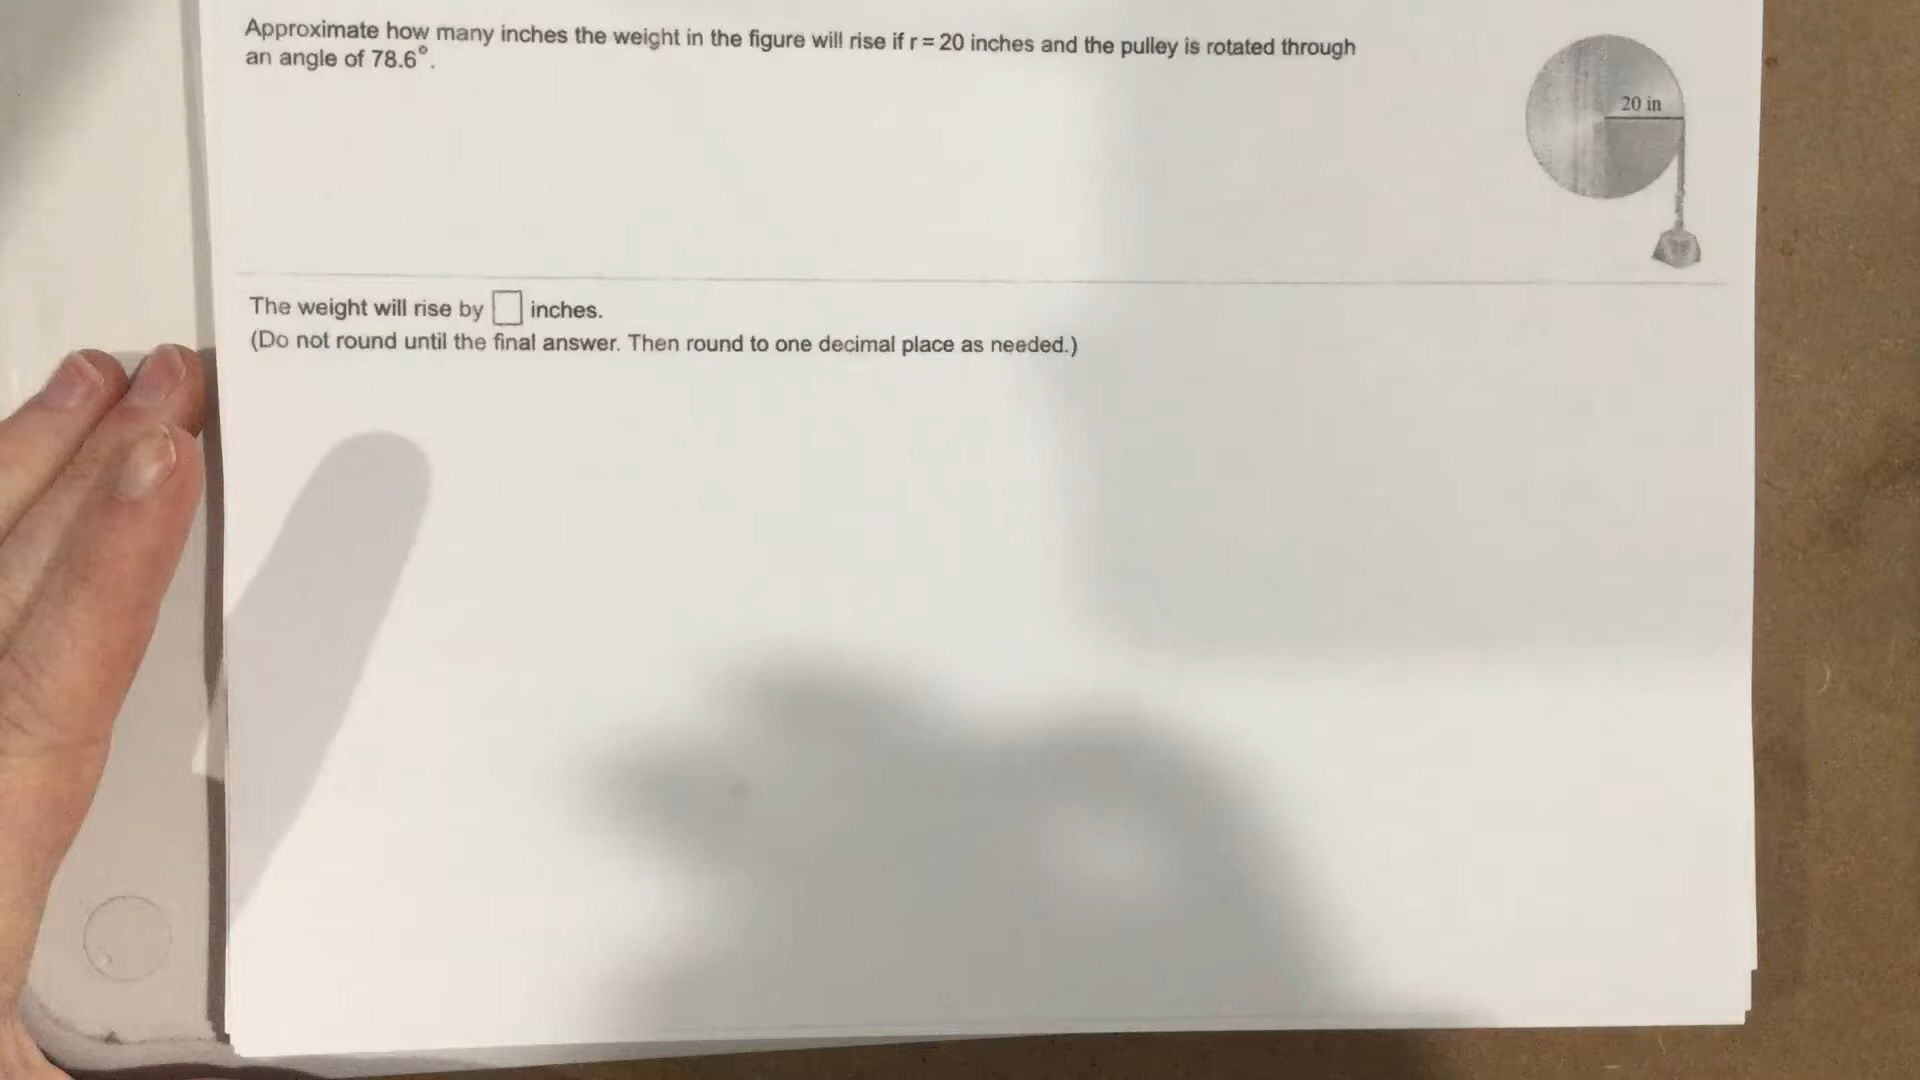 Approximate how many inches the weight in the figure will rise if r = 20 inches and the pulley is rotated through
an angle of 78.6°.
20 in
The weight will rise by inches.
(Do not round until the final answer. Then round to one decimal place as needed.)